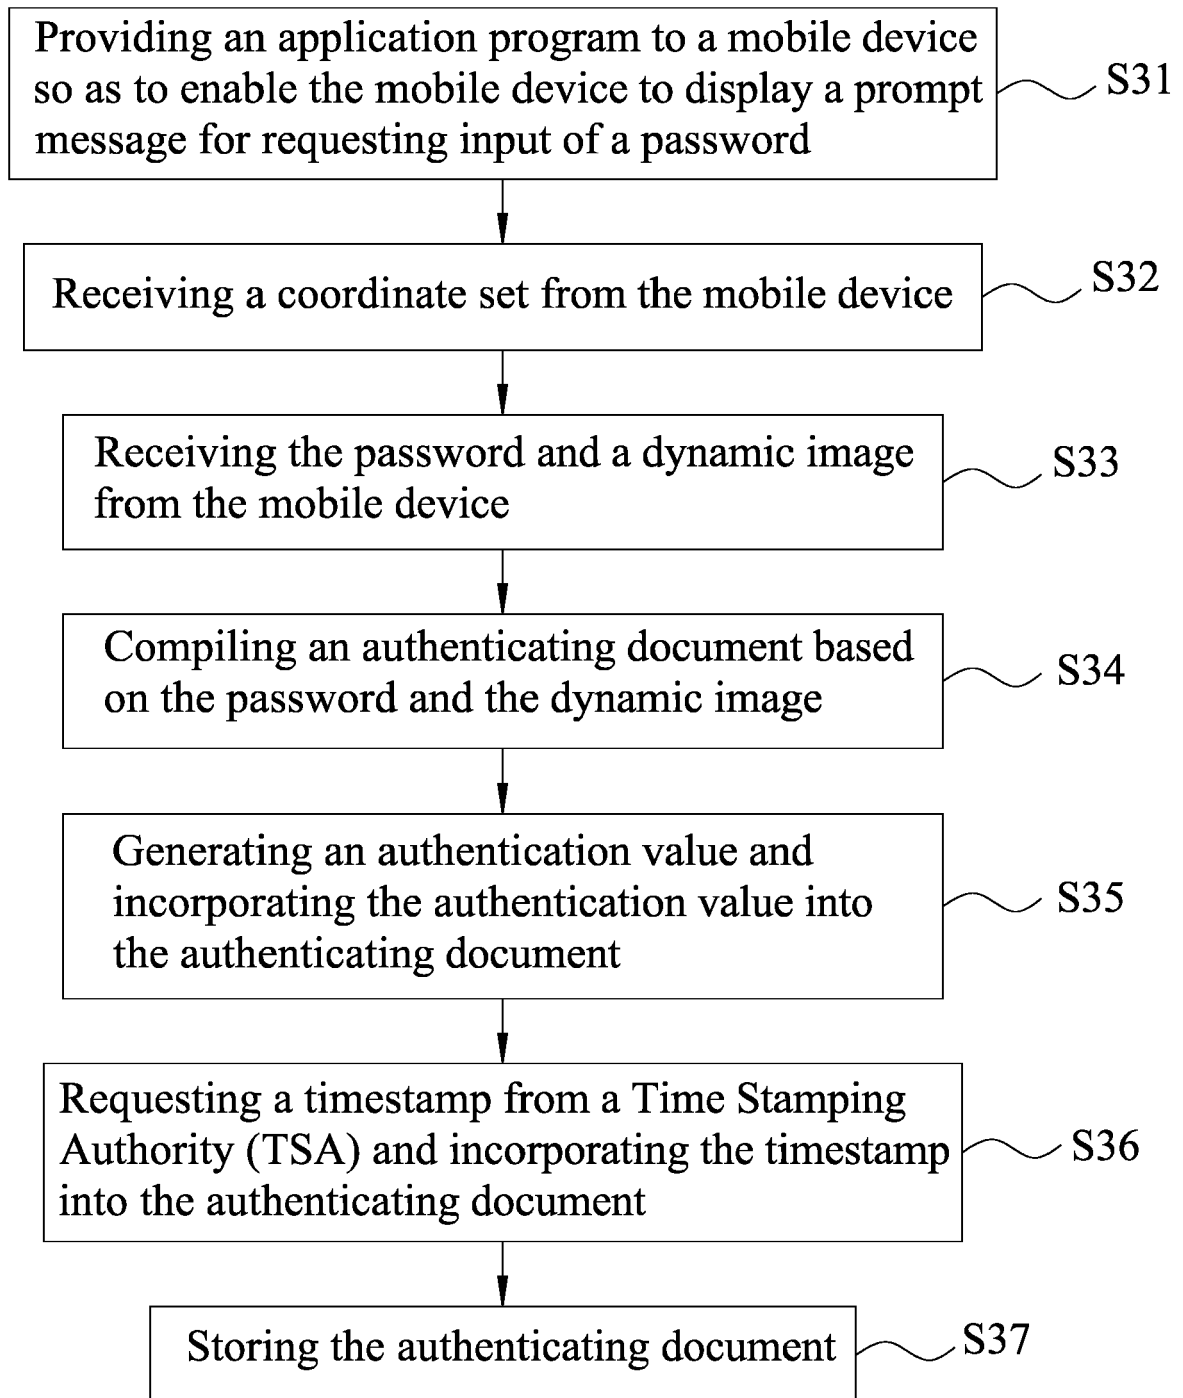 Providing an application program to a mobile device
so as to enable the mobile device to display a prompt
message for requesting input of a password
S31
Receiving a coordinate set from the mobile device
S32
Receiving the password and a dynamic image
from the mobile device
S33
Compiling an authenticating document based
on the password and the dynamic image
S34
Generating an authentication value and
incorporating the authentication value into
the authenticating document
S35
Requesting a timestamp from a Time Stamping
Authority (TSA) and incorporating the timestamp
into the authenticating document
S36
Storing the authenticating document
S37